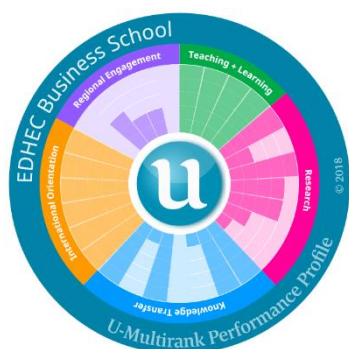 EDHEC Business School
Teaching + Learning
Research
Knowledge Transfer
International Orientation
Regional Engagement
u
© 2018
U-Multirank Performance Profile